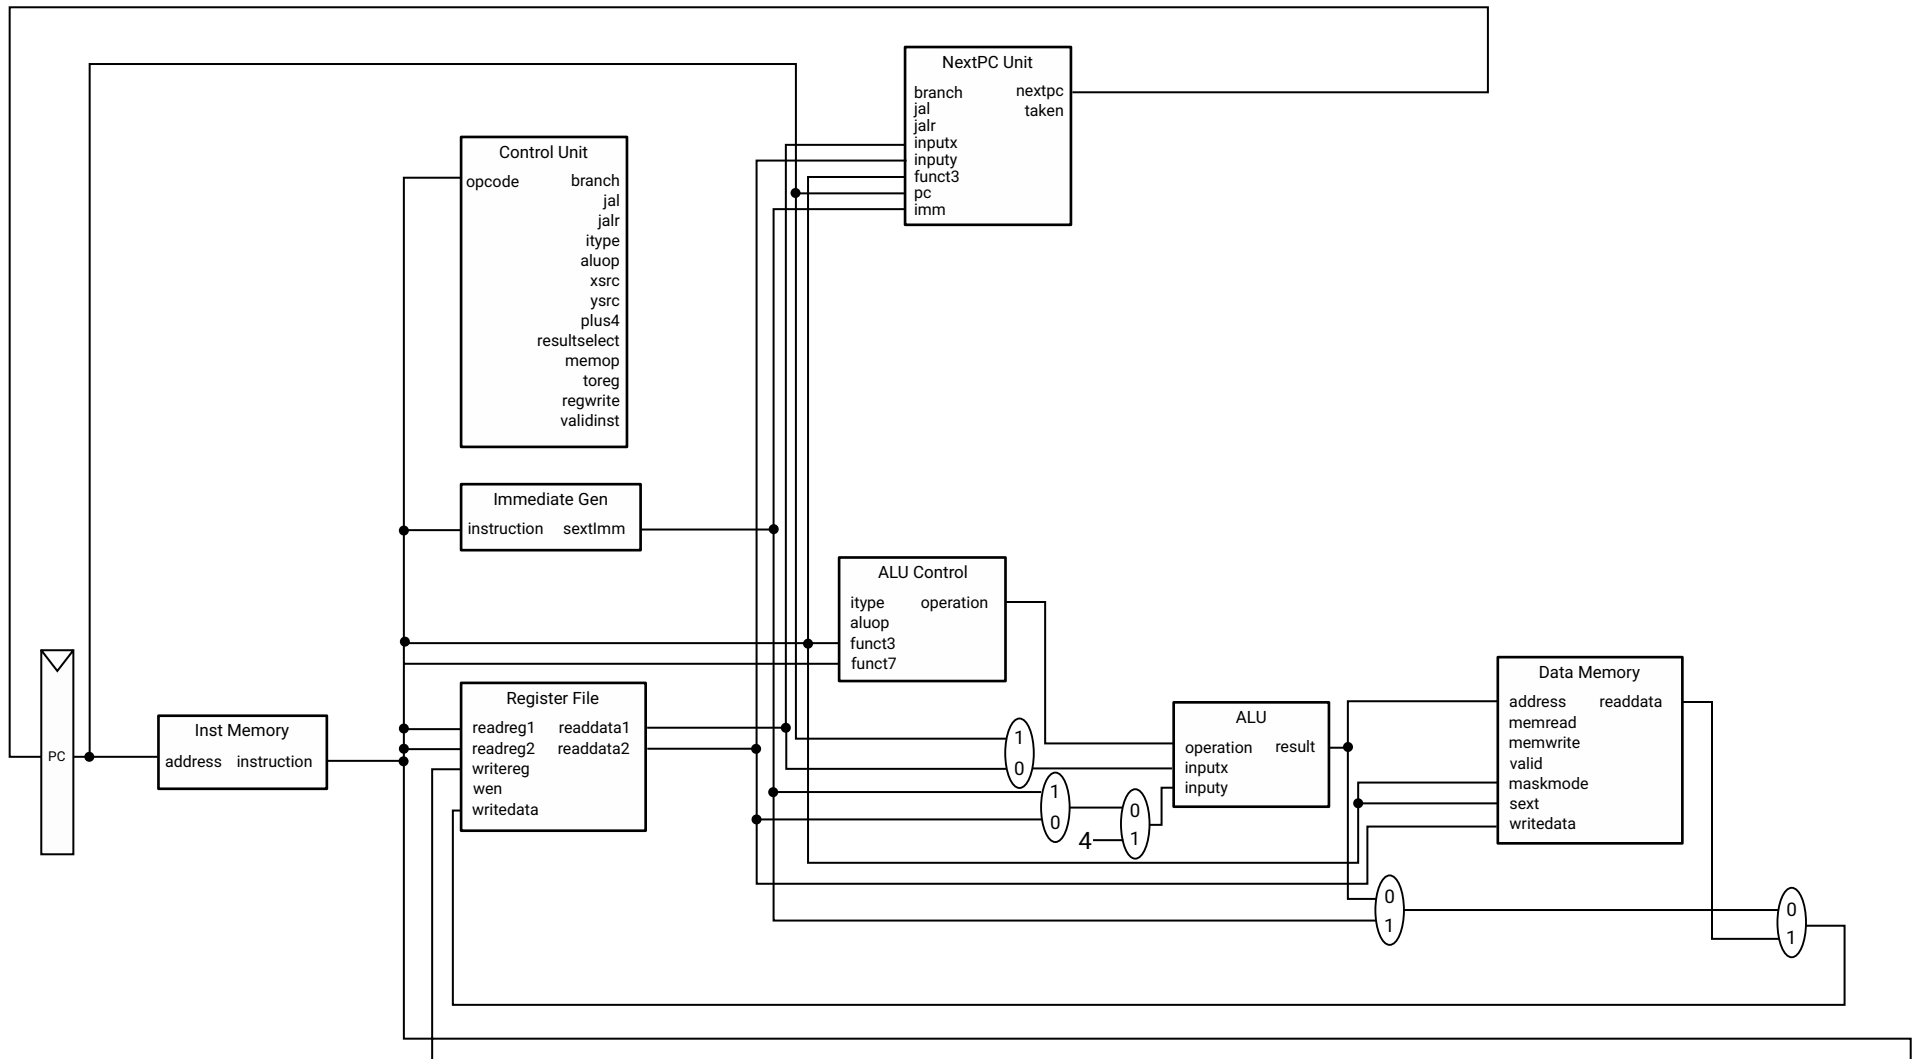 NextPC Unit
branch nextpc
jal taken
jalr
inputx
inputy
funct3
pc
imm
Control Unit
opcode branch
jal
jalr
itype
aluop
xsrc
ysrc
plus4
resultselect
memop
toreg
regwrite
validinst
Immediate Gen
instruction sextImm
ALU Control
itype operation
aluop
funct3
funct7
PC
Inst Memory
address instruction
Register File
readreg1 readdata1
readreg2 readdata2
writereg
wen
writedata
1
0
1
0
0
1
4
ALU
operation result
inputx
inputy
Data Memory
address readdata
memread
memwrite
valid
maskmode
sext
writedata
0
1
0
1